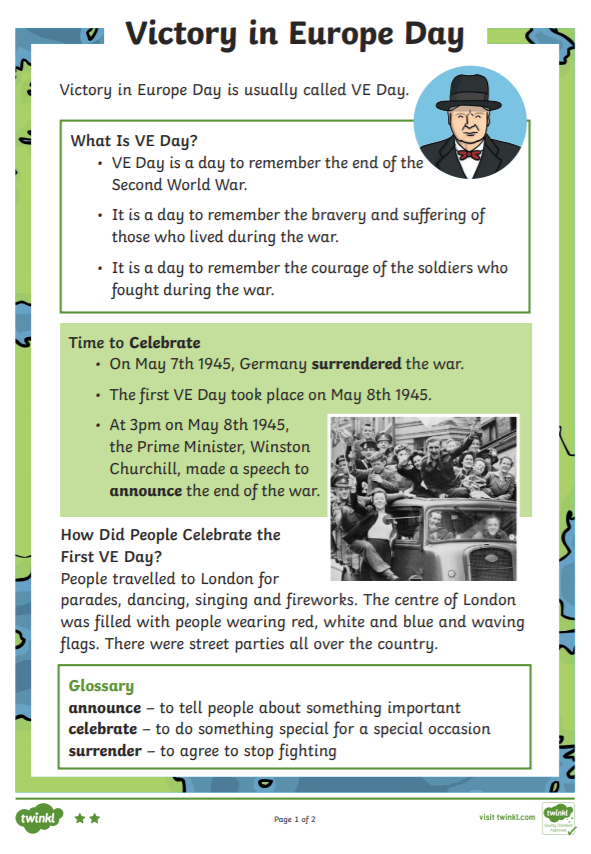 Victory in Europe Day
Victory in Europe Day is usually called VE Day.
What Is VE Day?
• VE Day is a day to remember the end of the
Second World War.
• It is a day to remember the bravery and suffering of
those who lived during the war.
• It is a day to remember the courage of the soldiers who
fought during the war.
Time to Celebrate
• On May 7th 1945, Germany surrendered the war.
• The first VE Day took place on May 8th 1945.
• At 3pm on May 8th 1945,
the Prime Minister, Winston
Churchill, made a speech to
announce the end of the war.
How Did People Celebrate the
First VE Day?
People travelled to London for
parades, dancing, singing and fireworks. The centre of London
was filled with people wearing red, white and blue and waving
flags. There were street parties all over the country.
Glossary
announce – to tell people about something important
celebrate – to do something special for a special occasion
surrender – to agree to stop fighting
twinkl
Page 1 of 2
visit twinkl.com
twinkl
Quality Standard
Approved